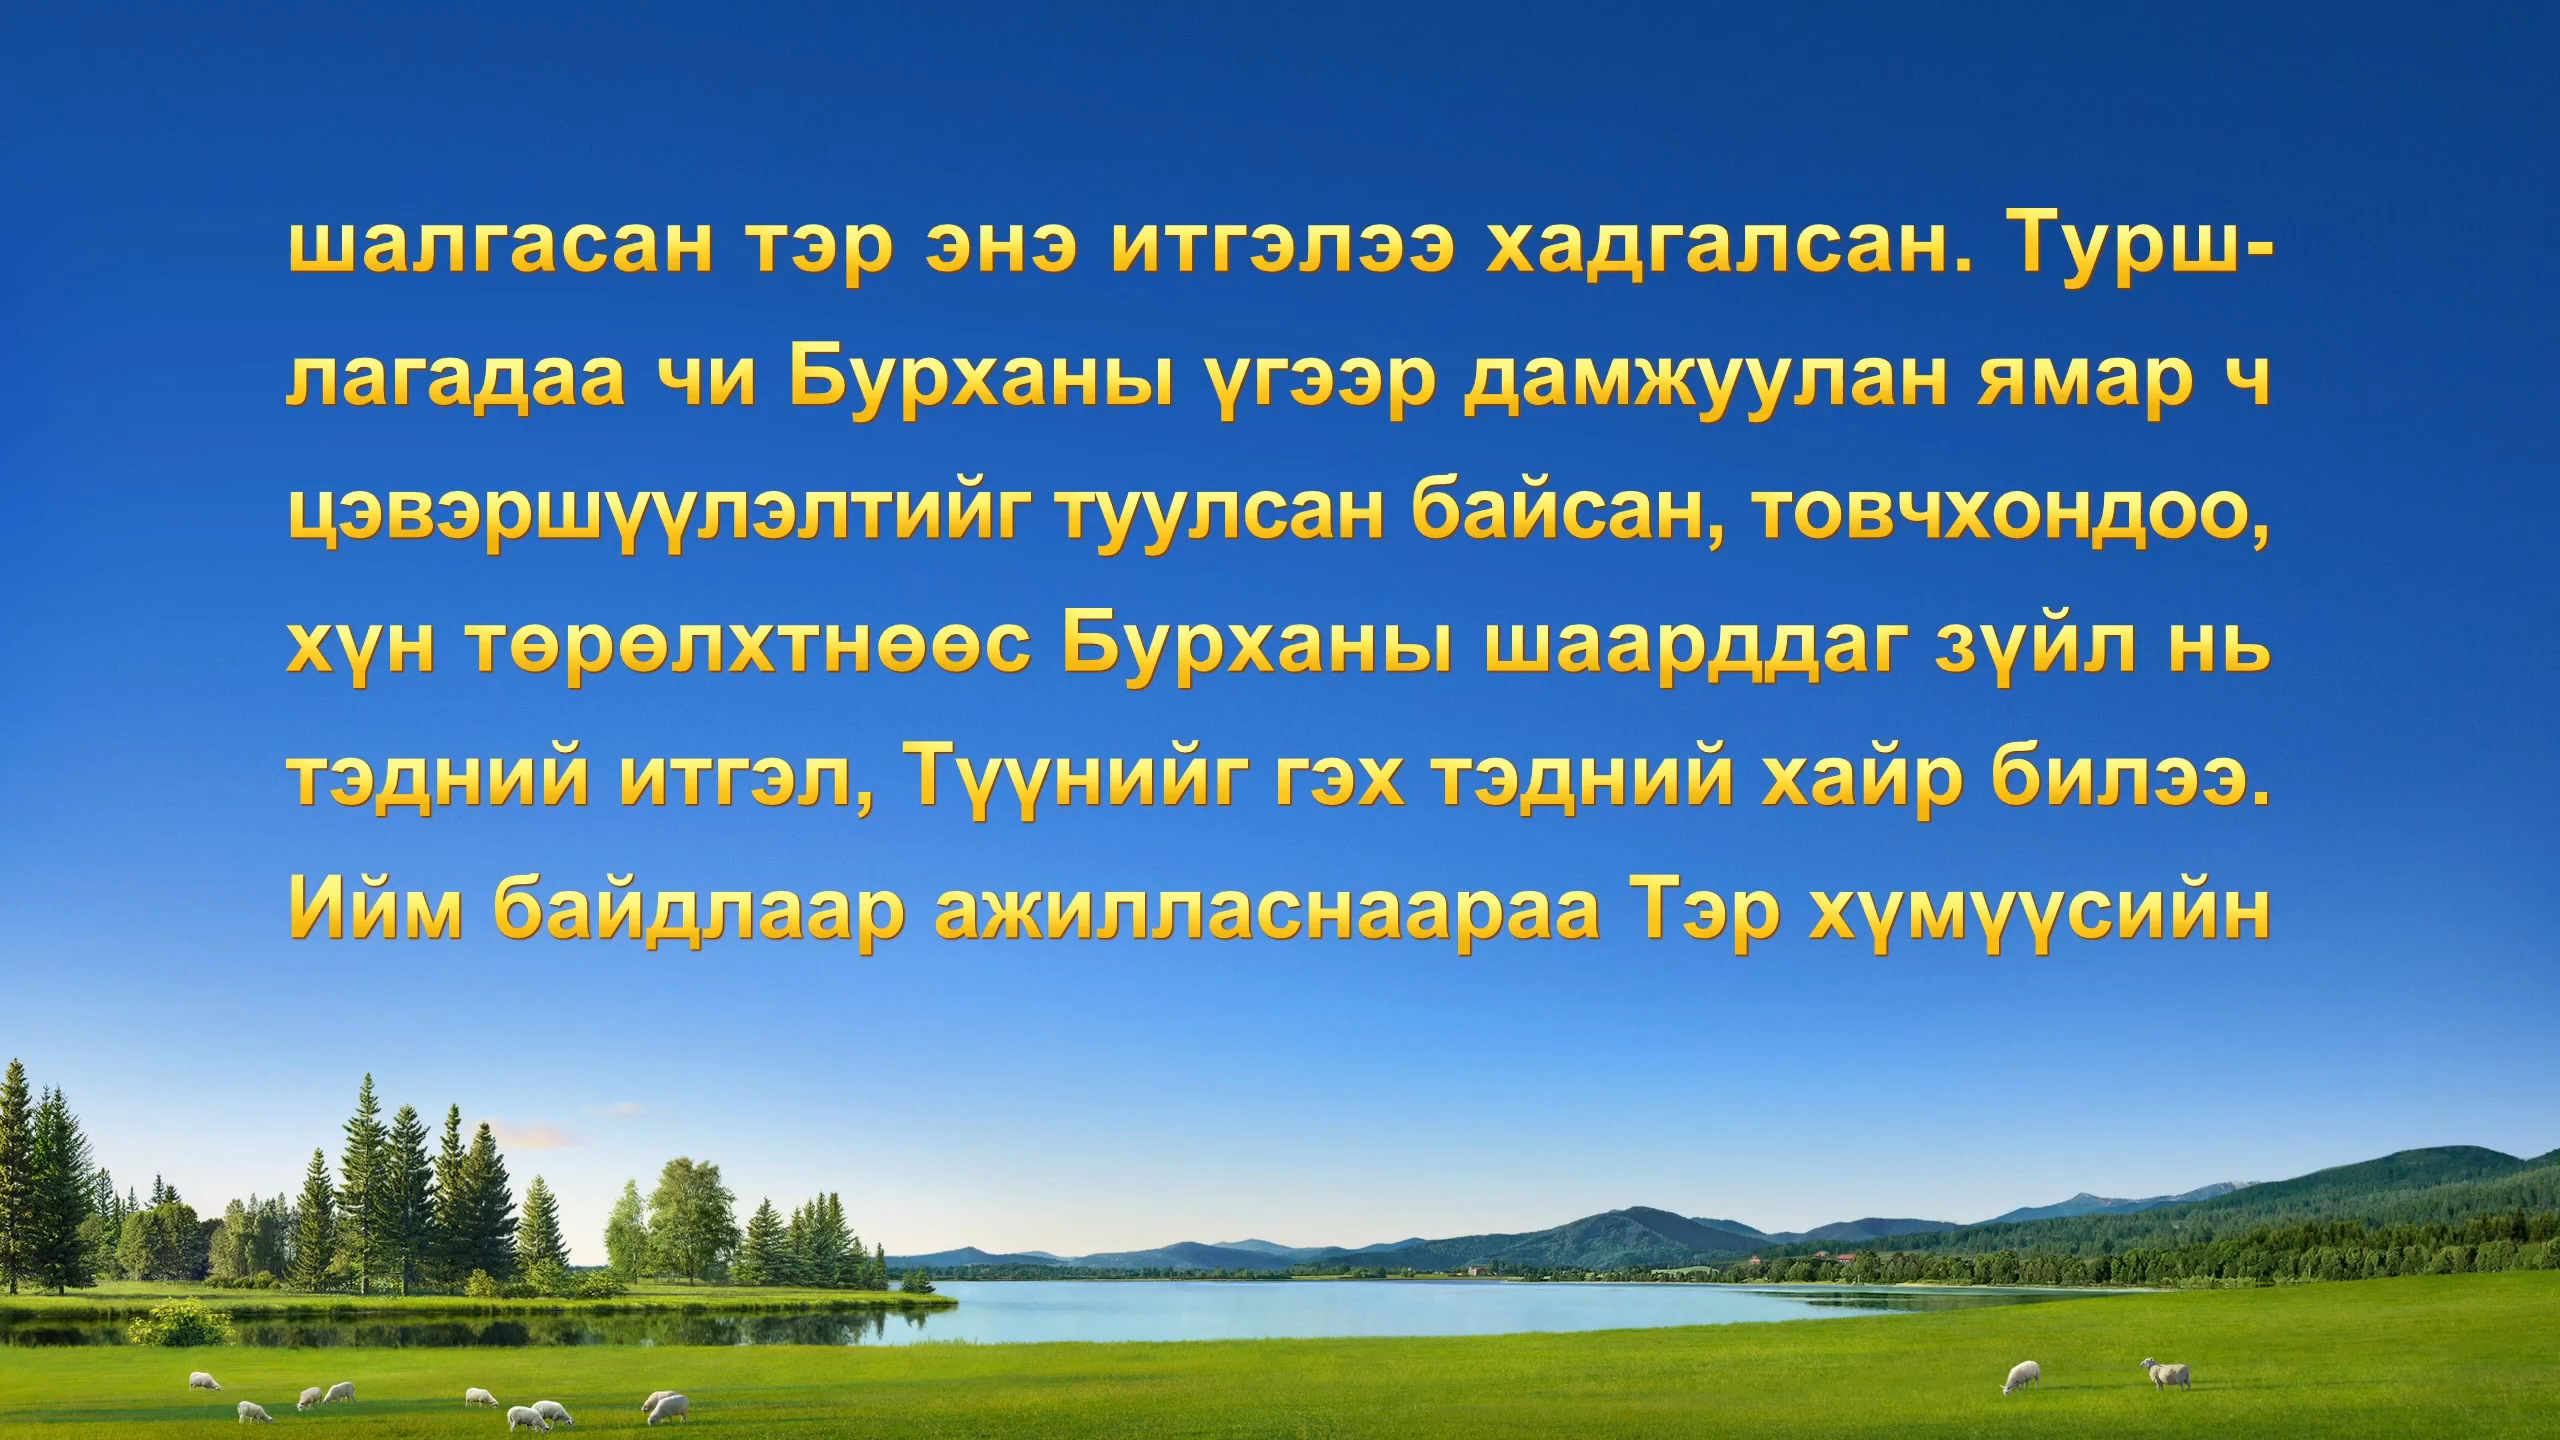 шалгасан тэр энэ итгэлээ хадгалсан. Турш-
лагадаа чи Бурханы үгээр дамжуулан ямар ч
цэвэршүүлэлтийг туулсан байсан, товчхондоо,
хүн төрөлхтнөөс Бурханы шаарддаг зүйл нь
тэдний итгэл, Түүнийг гэх тэдний хайр билээ.
Ийм байдлаар ажилласнаараа Тэр хүмүүсийн